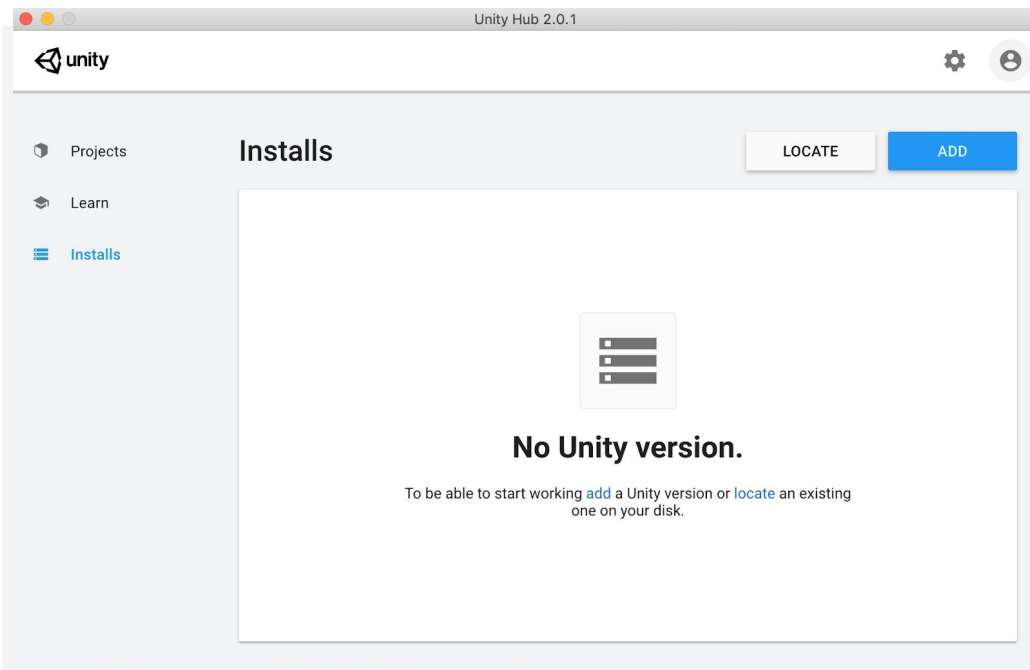 Unity Hub 2.0.1
unity
Projects
Learn
Installs
Installs
LOCATE
ADD
No Unity version.
To be able to start working add a Unity version or locate an existing
one on your disk.